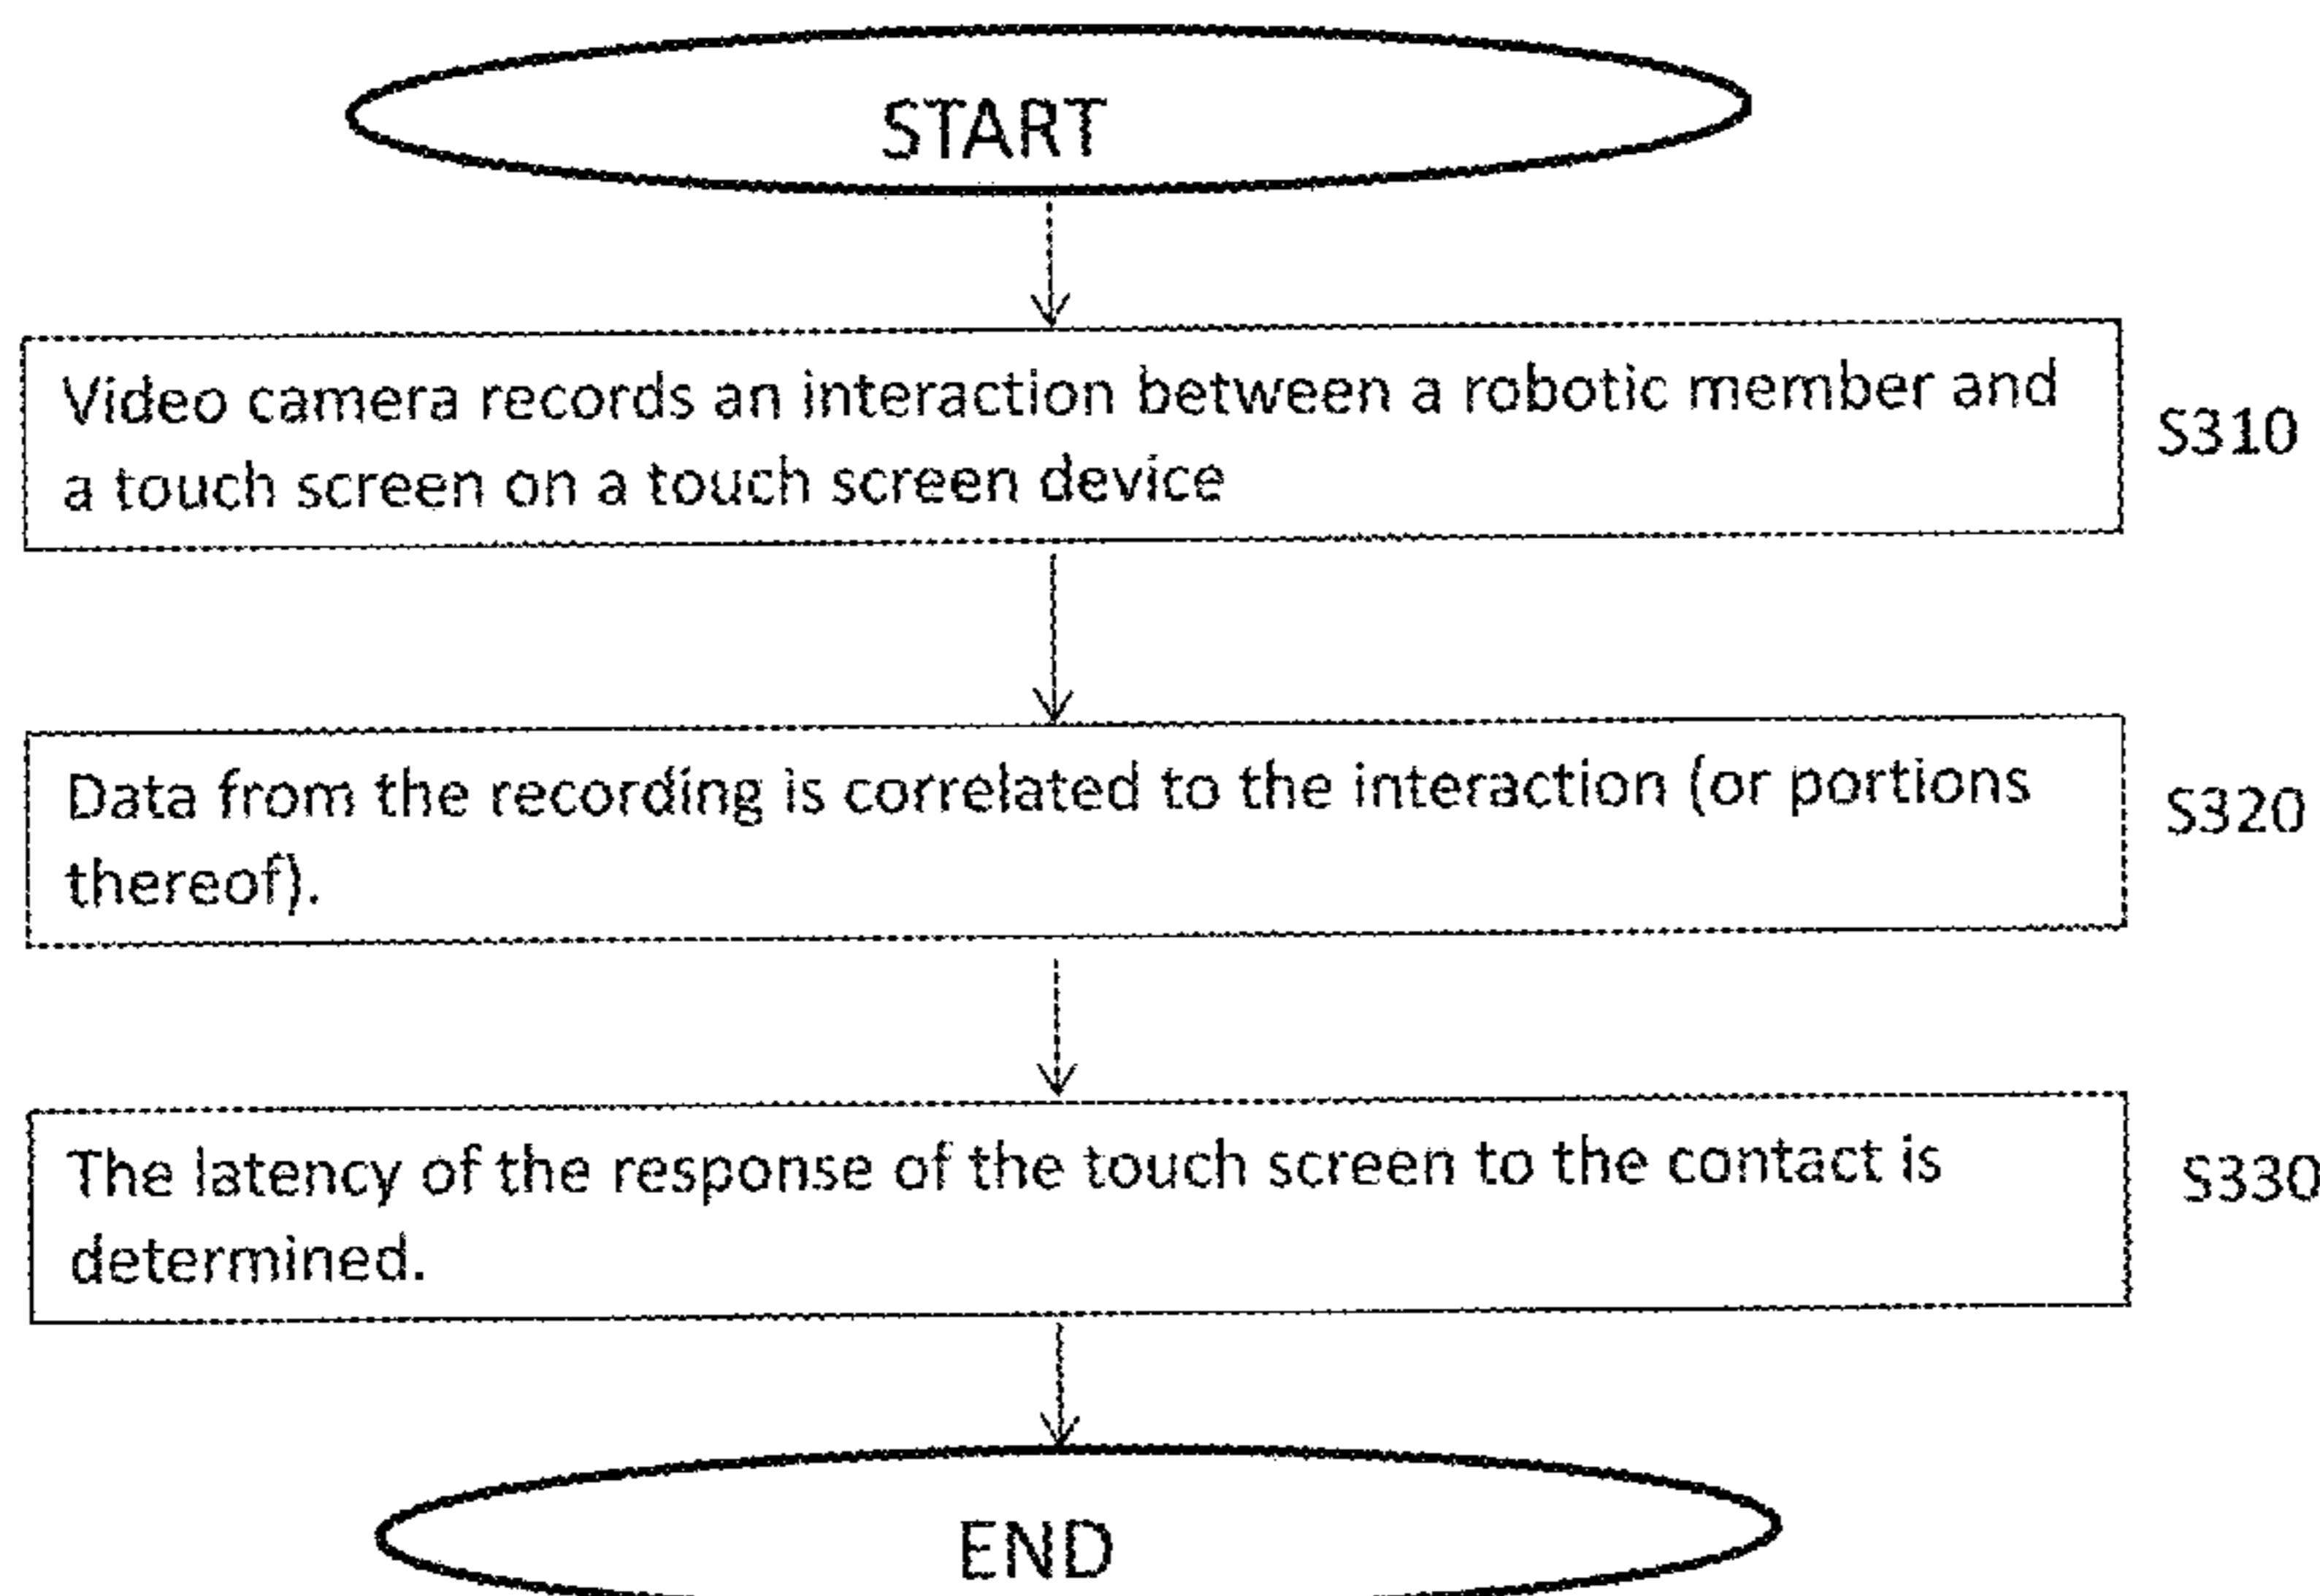 START
Video camera records an interaction between a robotic member and
a touch screen on a touch screen device
S310
Data from the recording is correlated to the interaction (or portions
thereof).
S320
The latency of the response of the touch screen to the contact is
determined.
S330
END